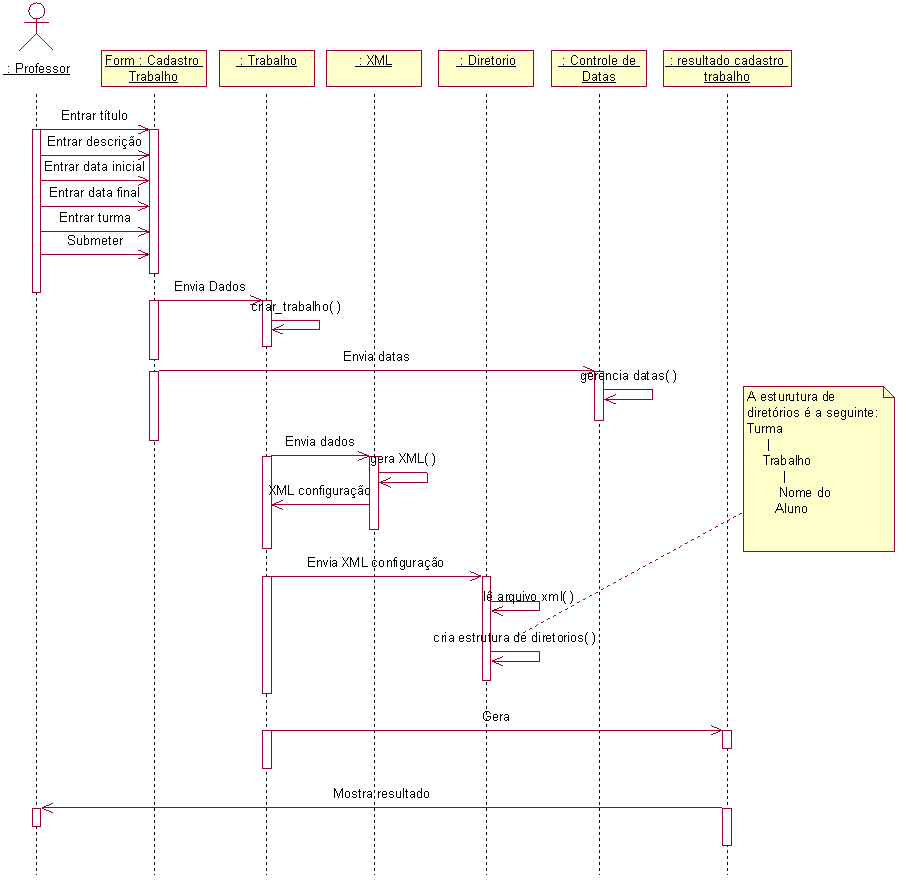 : Professor
Form : Cadastro
Trabalho
: Trabalho
: XML
: Diretorio
: Controle de
Datas
: resultado cadastro
trabalho
Entrar título
Entrar descrição
Entrar data inicial
Entrar data final
Entrar turma
Submeter
Envia Dados
criar_trabalho( )
Envia datas
gerencia datas( )
A esturutura de
diretórios é a seguinte:
Turma
|
Trabalho
|
Nome do
Aluno
Envia dados
gera XML( )
XML configuração
Envia XML configuração
lê arquivo xml( )
cria estrutura de diretorios( )
Gera
Mostra resultado